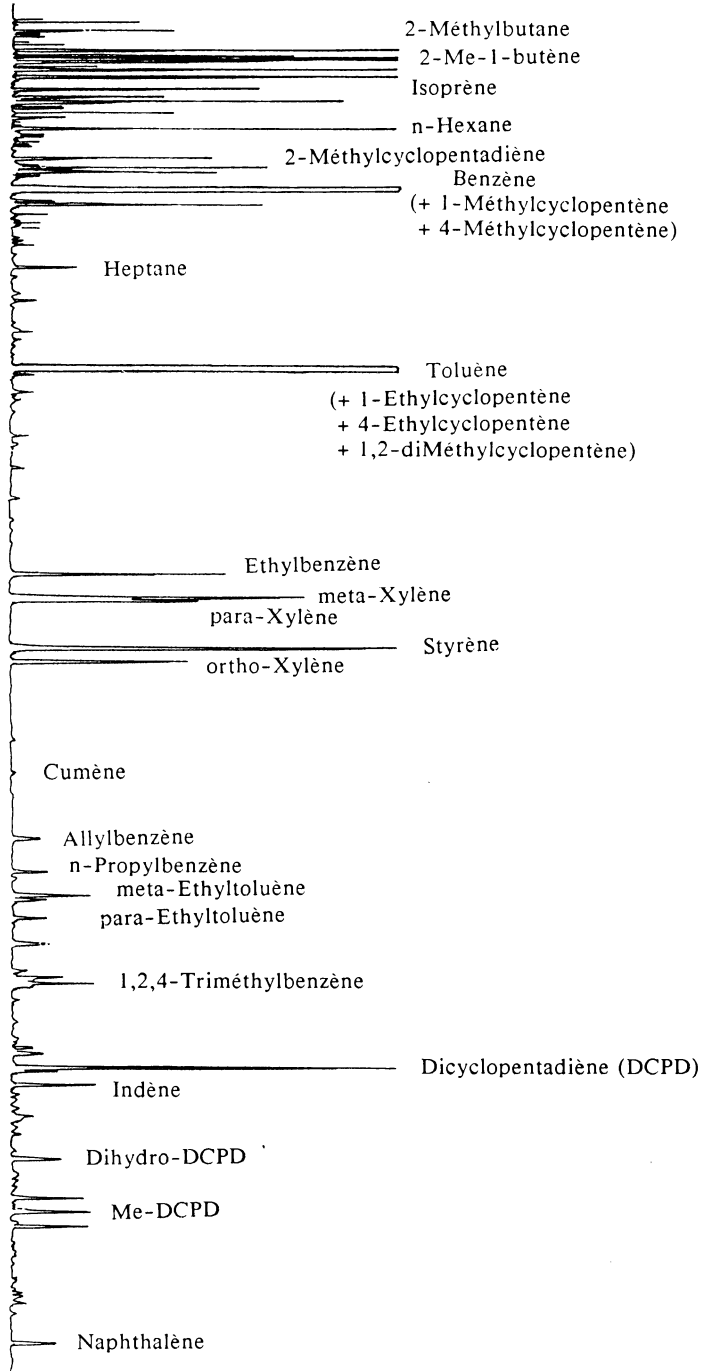 2-Méthylbutane
2-Me-1-butène
Isoprène
n-Hexane
2-Méthylcyclopentadiène
Benzène
(+ 1-Méthylcyclopentène
+ 4-Méthylcyclopentène)
Heptane
Toluène
(+ 1-Ethylcyclopentène
+ 4-Ethylcyclopentène
+ 1,2-diMéthylcyclopentène)
Ethylbenzène
meta-Xylène
para-Xylène
Styrène
ortho-Xylène
Cumène
Allylbenzène
n-Propylbenzène
meta-Ethyltoluène
para-Ethyltoluène
1,2,4-Triméthylbenzène
Dicyclopentadiène (DCPD)
Indène
Dihydro-DCPD
Me-DCPD
Naphthalène